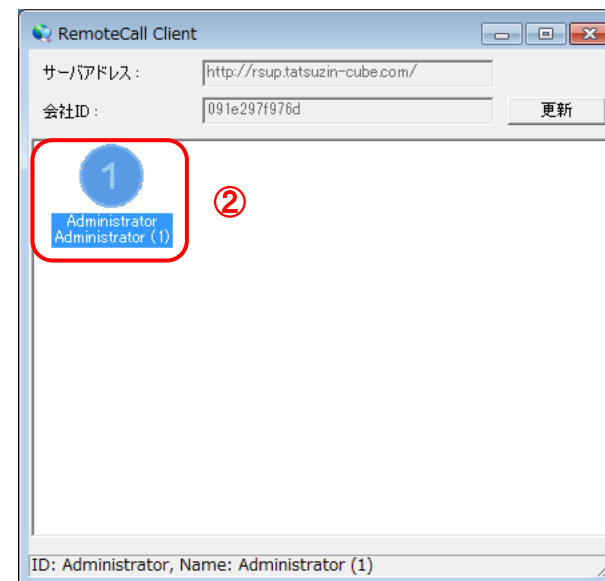 RemoteCall Client
サーバアドレス : http://rsup.tatsuzin-cube.com/
会社ID : 091e297f976d 更新
1
②
Administrator
Administrator (1)
ID: Administrator, Name: Administrator (1)